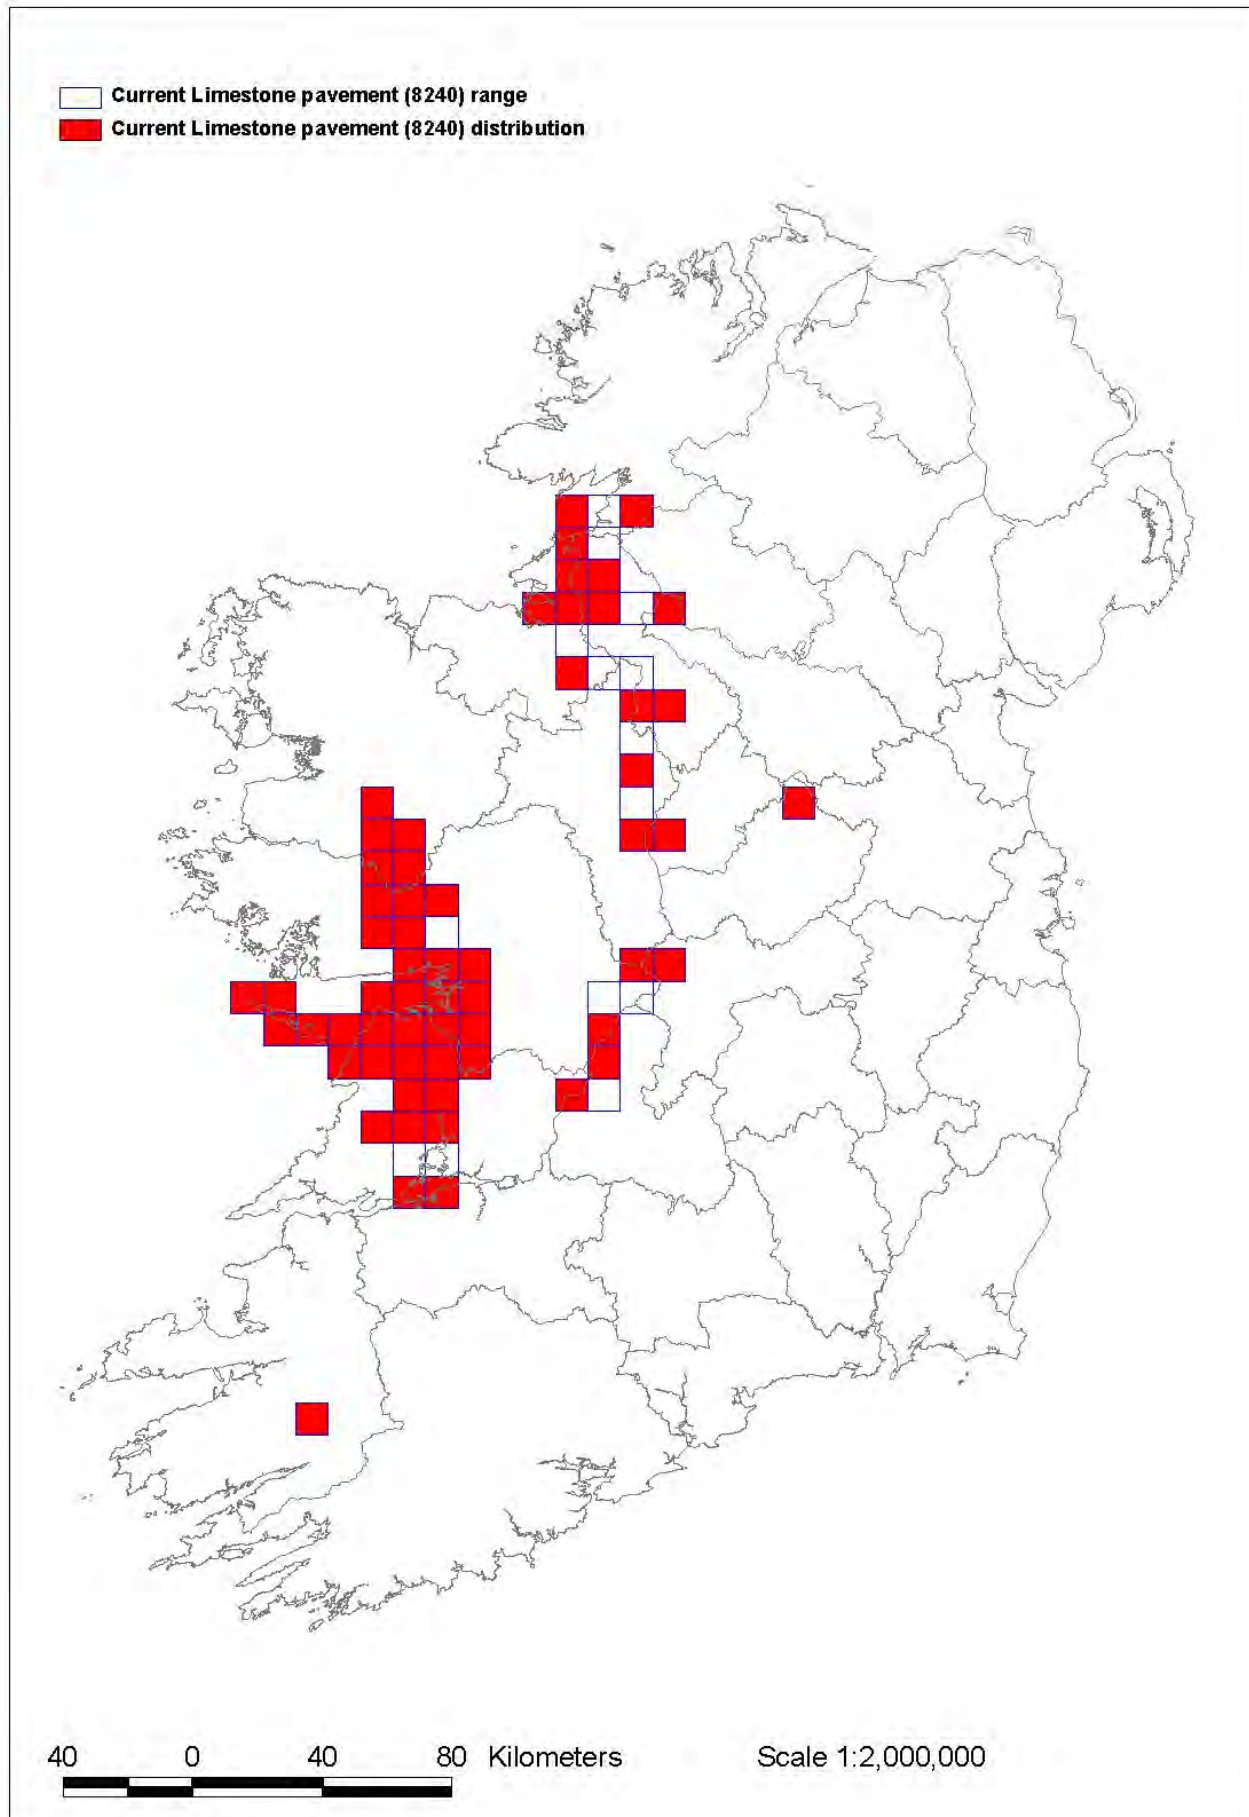 Current Limestone pavement (8240) range
Current Limestone pavement (8240) distribution
40 0 40 80 Kilometers Scale 1:2,000,000